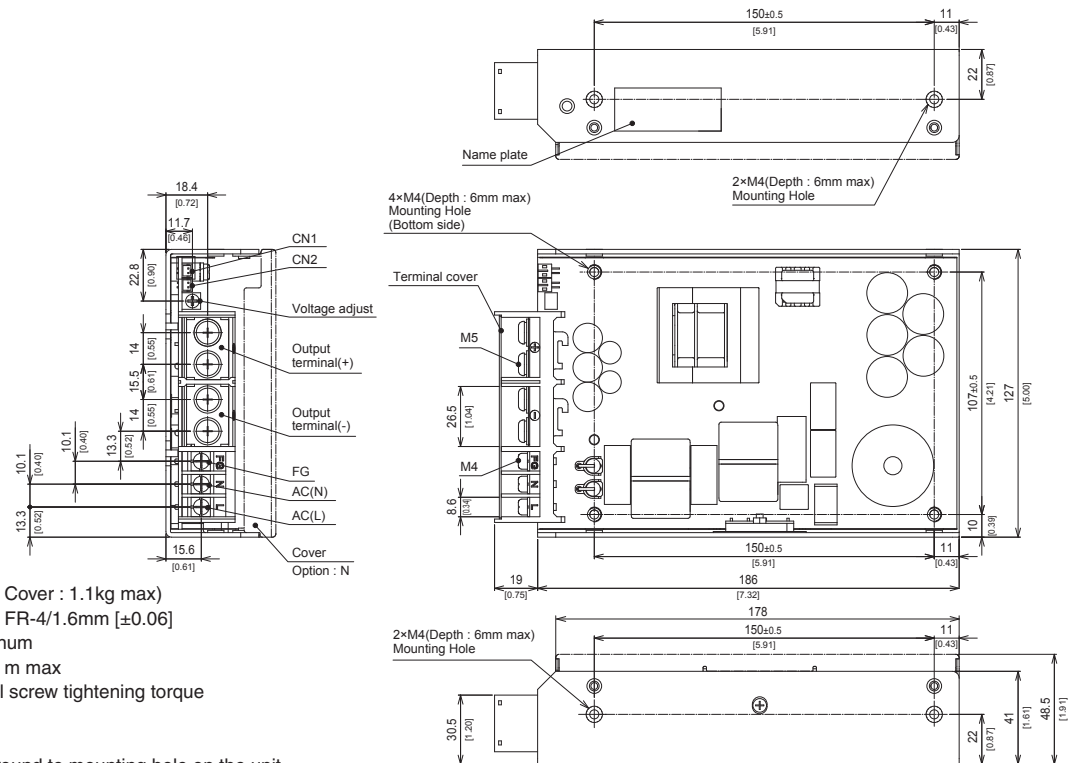 150±0.5
[5.91]
11
[0.43]
22
[0.87]
Name plate
2×M4(Depth : 6mm max)
Mounting Hole
18.4
[0.72]
11.7
[0.46]
22.8
[0.90]
14
[0.55]
15.5
[0.61]
14
[0.55]
13.3
[0.52]
10.1
[0.40]
10.1
[0.40]
13.3
[0.52]
15.6
[0.61]
CN1
CN2
Voltage adjust
Output
terminal(+)
Output
terminal(-)
FG
AC(N)
AC(L)
Cover
Option : N
FG
N
L
4×M4(Depth : 6mm max)
Mounting Hole
(Bottom side)
Terminal cover
M5
26.5
[1.04]
M4
8.6
[0.34]
FG
N
L
107±0.5
[4.21]
127
[5.00]
10
[0.39]
150±0.5
[5.91]
11
[0.43]
19
[0.75]
186
[7.32]
178
150±0.5
[5.91]
11
[0.43]
2×M4(Depth : 6mm max)
Mounting Hole
30.5
[1.20]
22
[0.87]
41
[1.61]
48.5
[1.91]
Cover : 1.1kg max)
FR-4/1.6mm [±0.06]
num
m max
l screw tightening torque